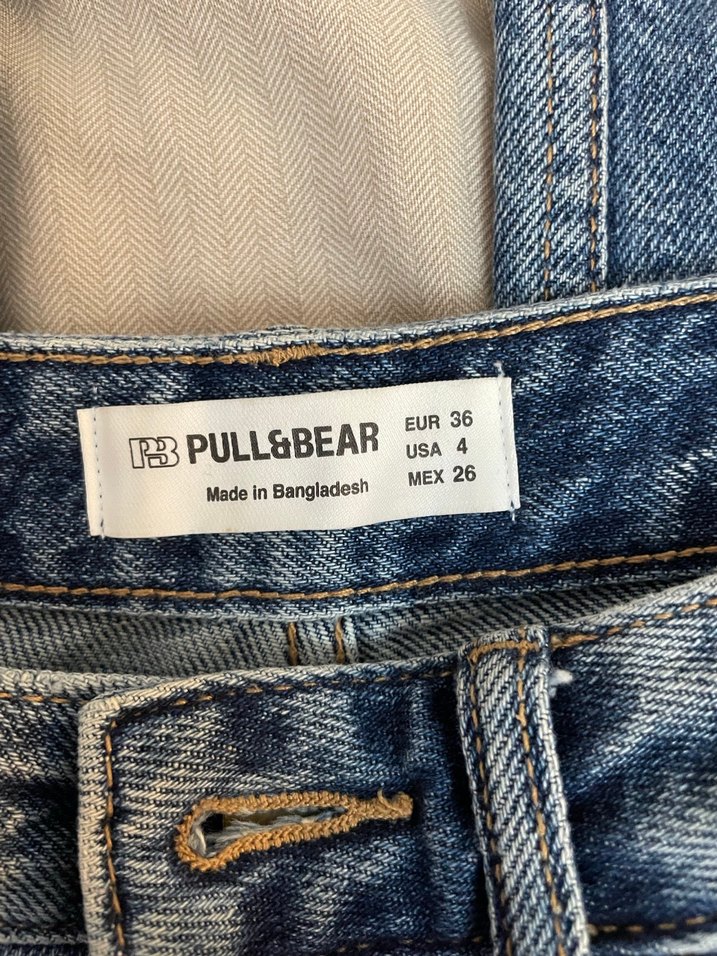 PB PULL&BEAR
Made in Bangladesh
EUR 36
USA 4
MEX 26